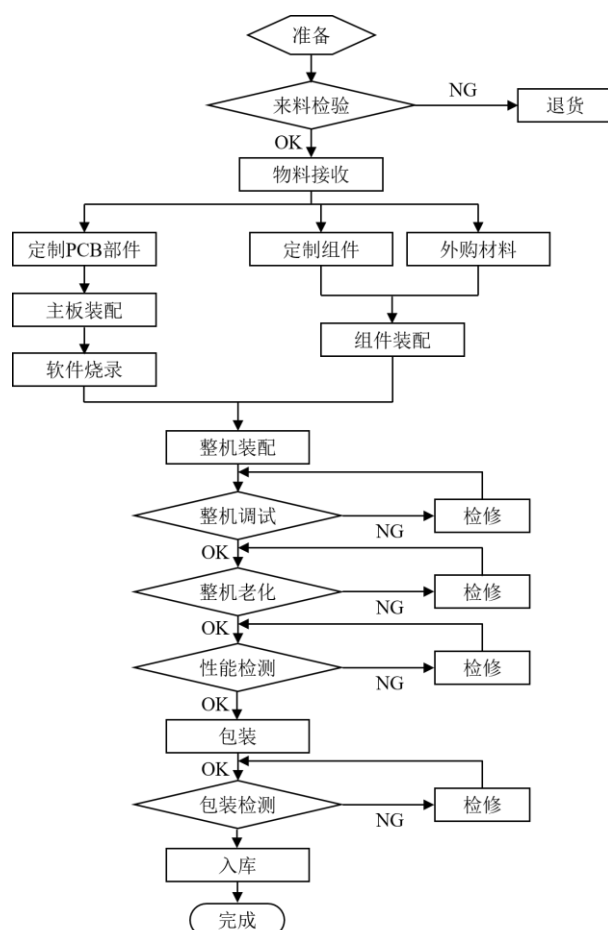 准备
来料检验
NG
退货
OK
物料接收
定制PCB部件
定制组件
外购材料
主板装配
组件装配
软件烧录
整机装配
整机调试
检修
NG
OK
整机老化
检修
NG
OK
性能检测
检修
NG
OK
包装
OK
包装检测
检修
NG
入库
完成